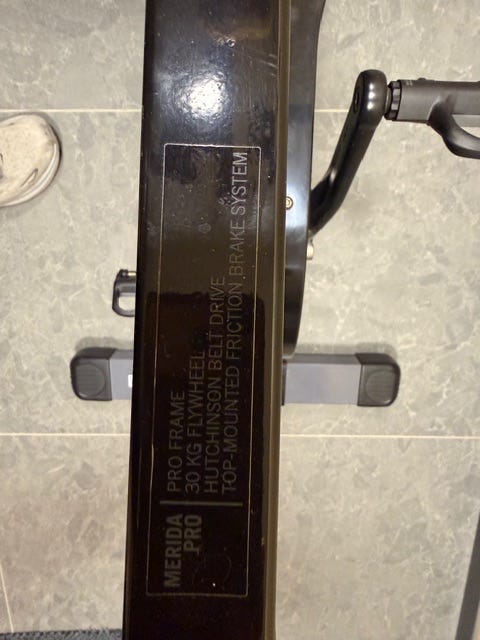 MERIDA
PRO
PRO FRAME
30 KG FLYWHEEL
HUTCHINSON BELT DRIVE
TOP-MOUNTED FRICTION BRAKE SYSTEM